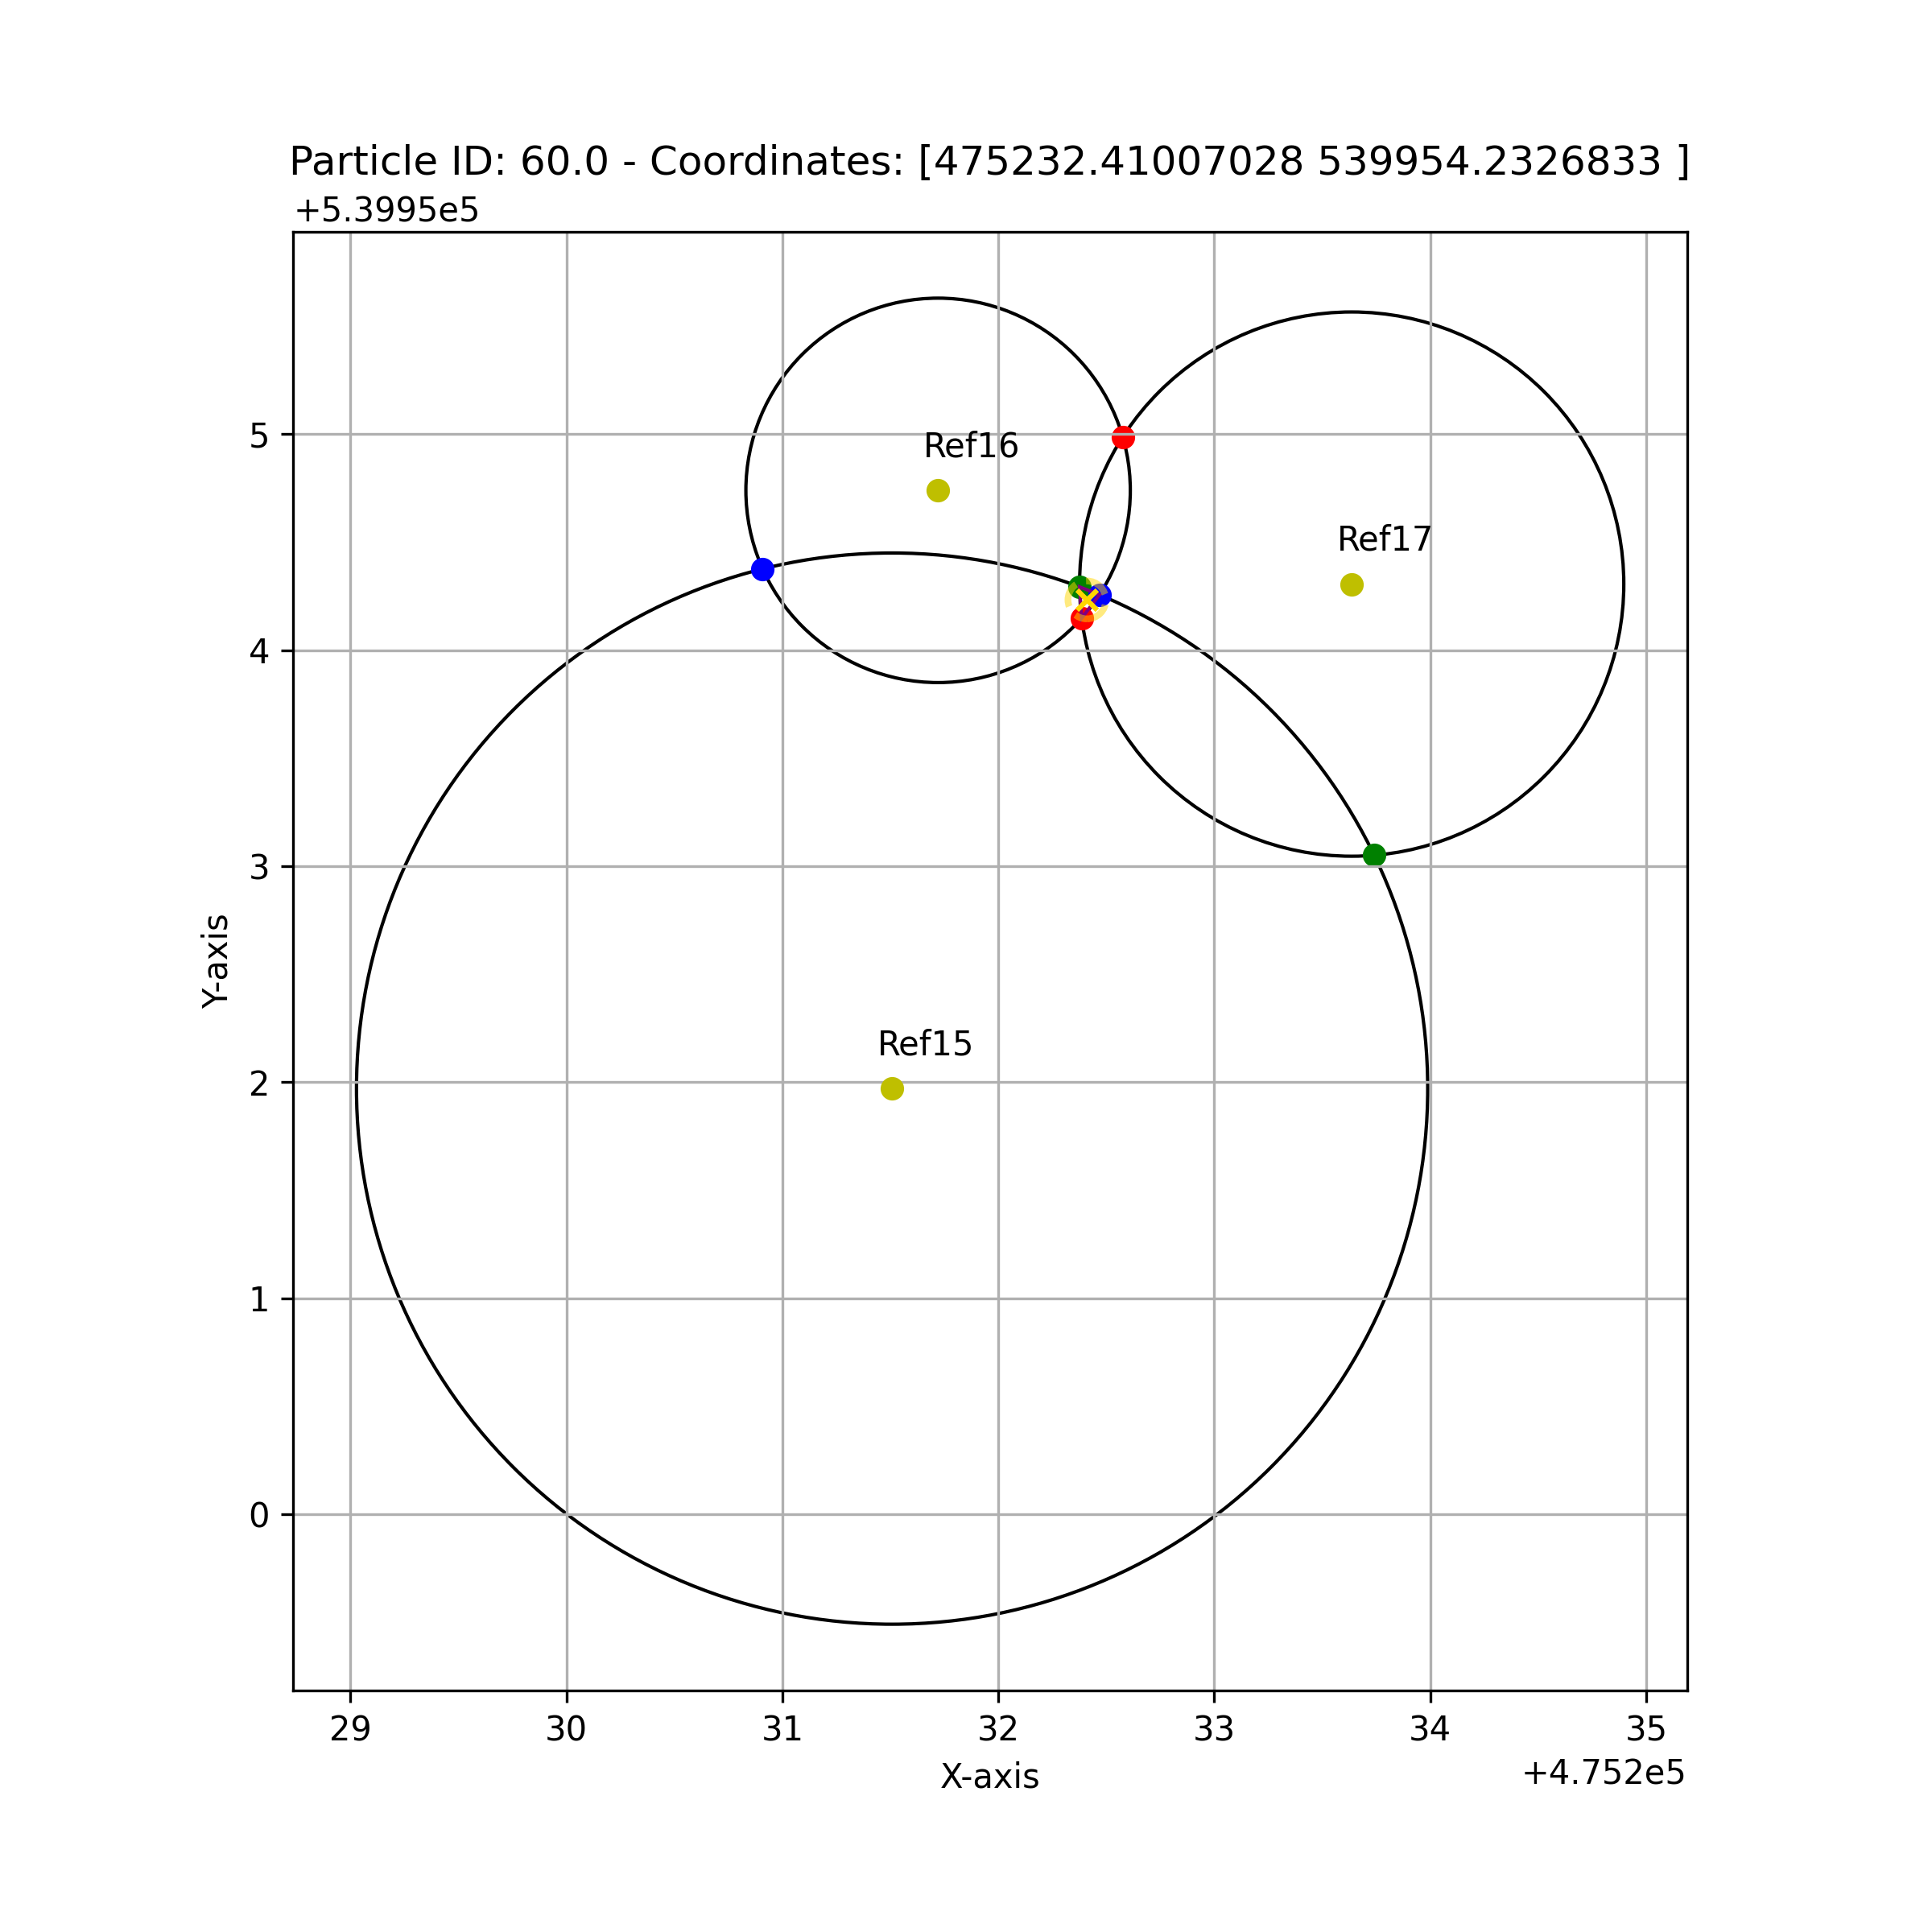 Particle ID: 60.0 - Coordinates: [475232.41007028 539954.2326833 ]
+5.3995e5
Ref16
Ref17
Ref15
5
4
3
2
1
0
Y-axis
29 30 31 32 33 34 35
X-axis
+4.752e5